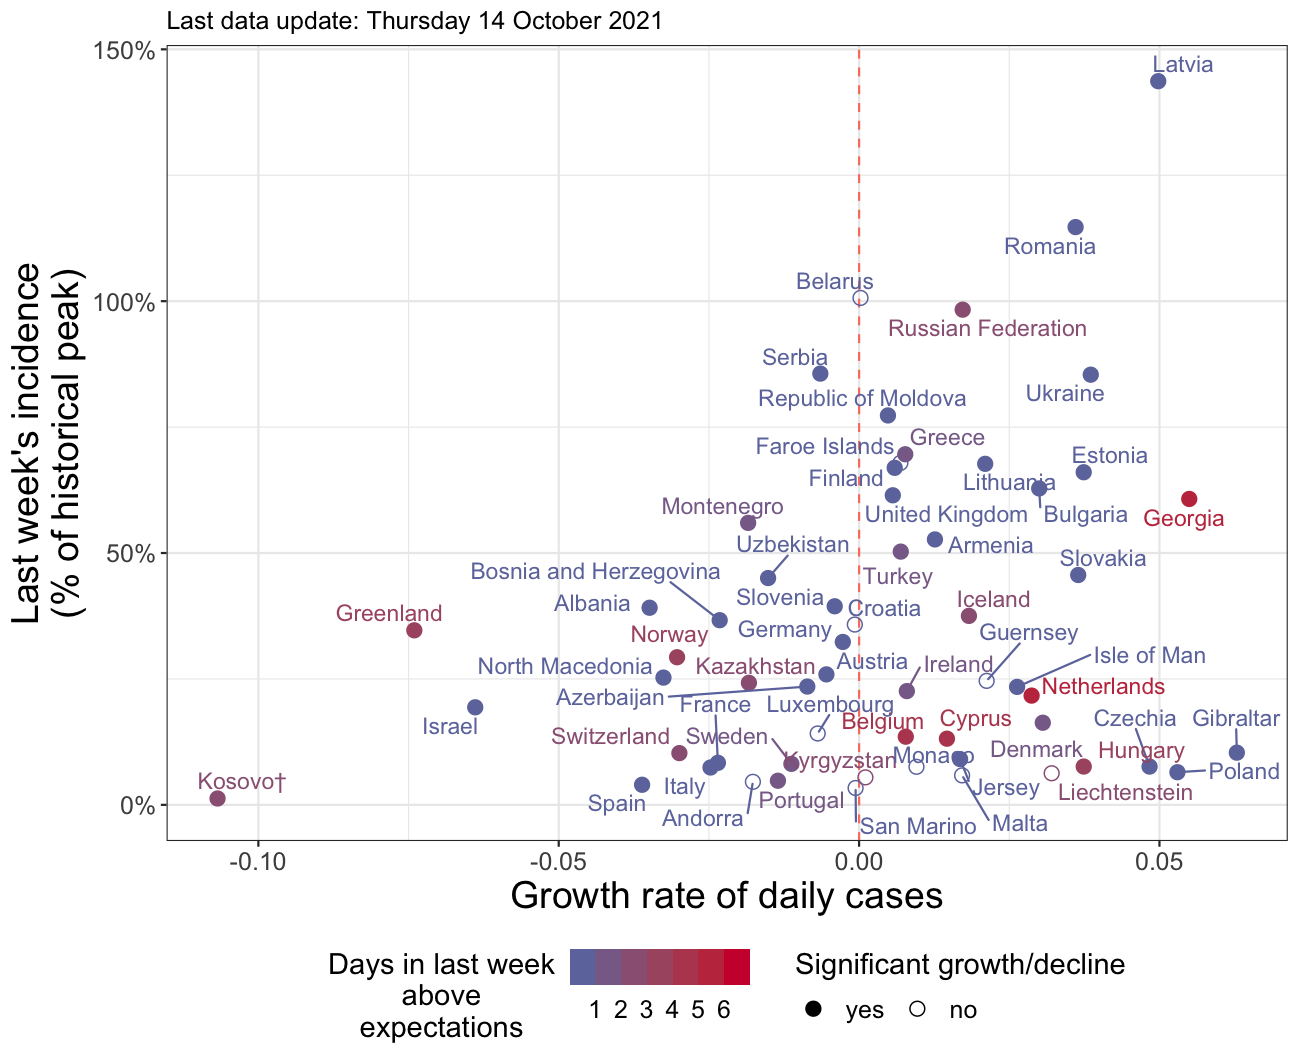 Last data update: Thursday 14 October 2021
150%
Latvia
Romania
Belarus
100%
Russian Federation
Serbia
Ukraine
Republic of Moldova
Greece
Faroe Islands
Estonia
Finland
Lithuania
Montenegro
United Kingdom
Bulgaria
Georgia
Uzbekistan
Armenia
50%
Slovakia
Bosnia and Herzegovina
Turkey
Albania
Slovenia
Croatia
Iceland
Greenland
Norway
Germany
Guernsey
North Macedonia
Kazakhstan
Austria
Ireland
Isle of Man
Azerbaijan
Netherlands
France
Luxembourg
Israel
Belgium
Cyprus
Czechia
Gibraltar
Switzerland
Sweden
Denmark
Hungary
Kyrgyzstan
Monaco
Poland
Kosovo†
Italy
Jersey
Liechtenstein
Spain
Portugal
Andorra
San Marino
Malta
0%
Last week's incidence
(% of historical peak)
-0.10
-0.05
0.00
0.05
Growth rate of daily cases
Days in last week
above
expectations
1 2 3 4 5 6
Significant growth/decline
yes no